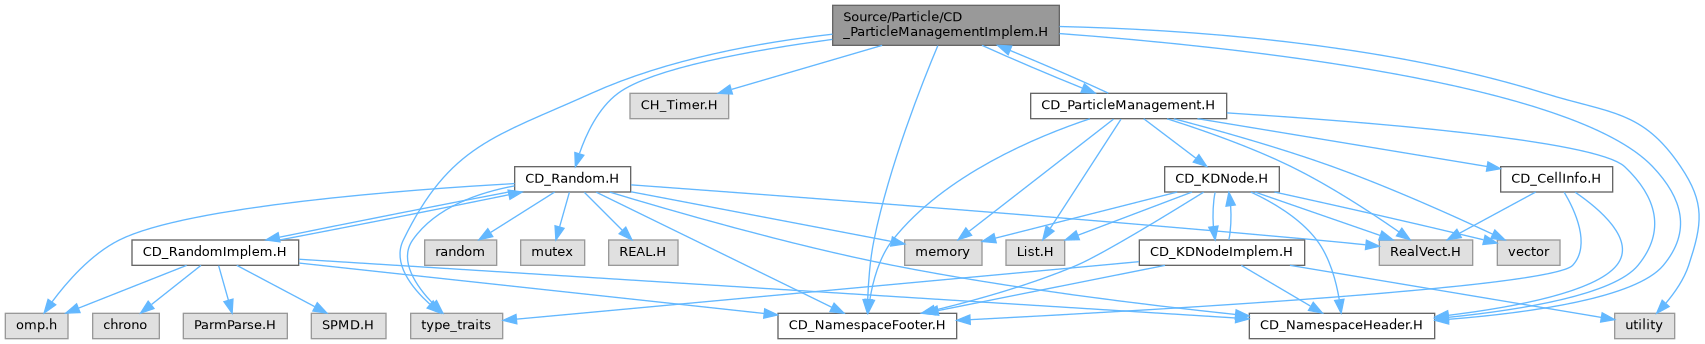 Source/Particle/CD
_ParticleManagementImplem.H
CH_Timer.H
CD_ParticleManagement.H
CD_Random.H
CD_KDNode.H
CD_CellInfo.H
CD_RandomImplem.H
random
mutex
REAL.H
memory
List.H
CD_KDNodeImplem.H
RealVect.H
vector
omp.h
chrono
ParmParse.H
SPMD.H
type_traits
CD_NamespaceFooter.H
CD_NamespaceHeader.H
utility